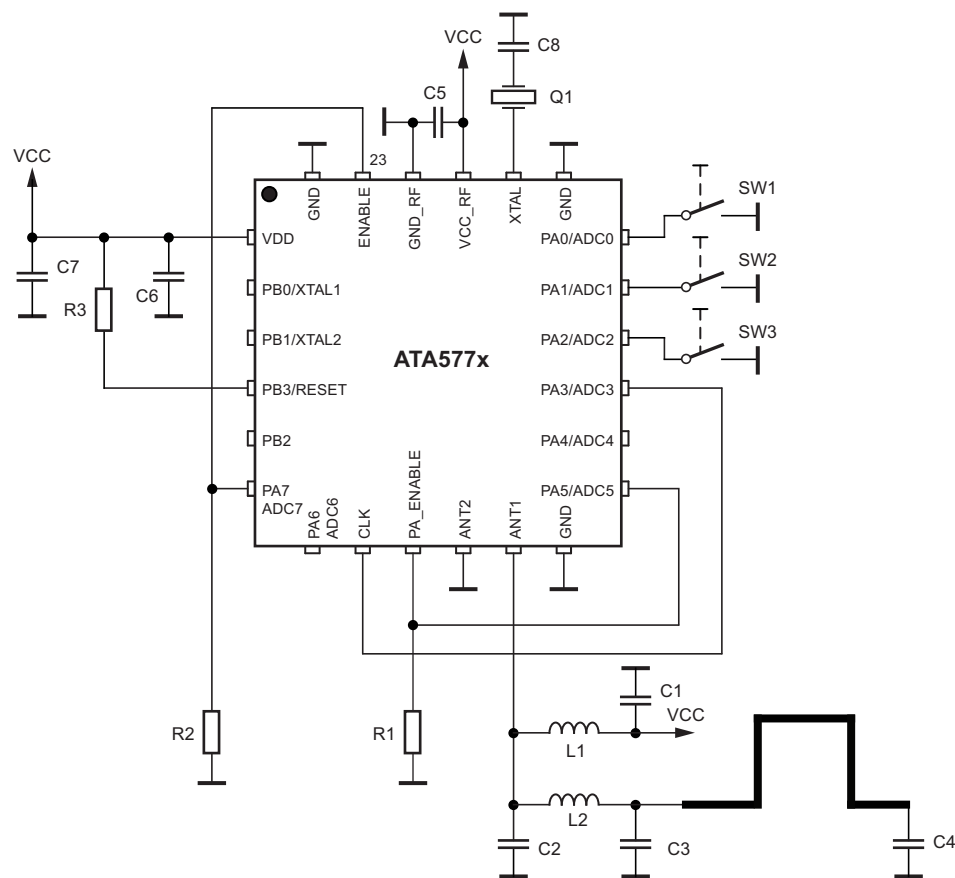 C8
VCC
C5
Q1
23
VCC
GND
ENABLE
GND_RF
VCC_RF
XTAL
GND
SW1
VDD
PA0/ADC0
C7
C6
R3
PB0/XTAL1
PA1/ADC1
SW2
PB1/XTAL2
PA2/ADC2
SW3
ATA577x
PB3/RESET
PA3/ADC3
PB2
PA4/ADC4
PA7
ADC7
PA5/ADC5
PA6
ADC6
CLK
PA_ENABLE
ANT2
ANT1
GND
C1
VCC
R2
R1
L1
L2
C2
C3
C4